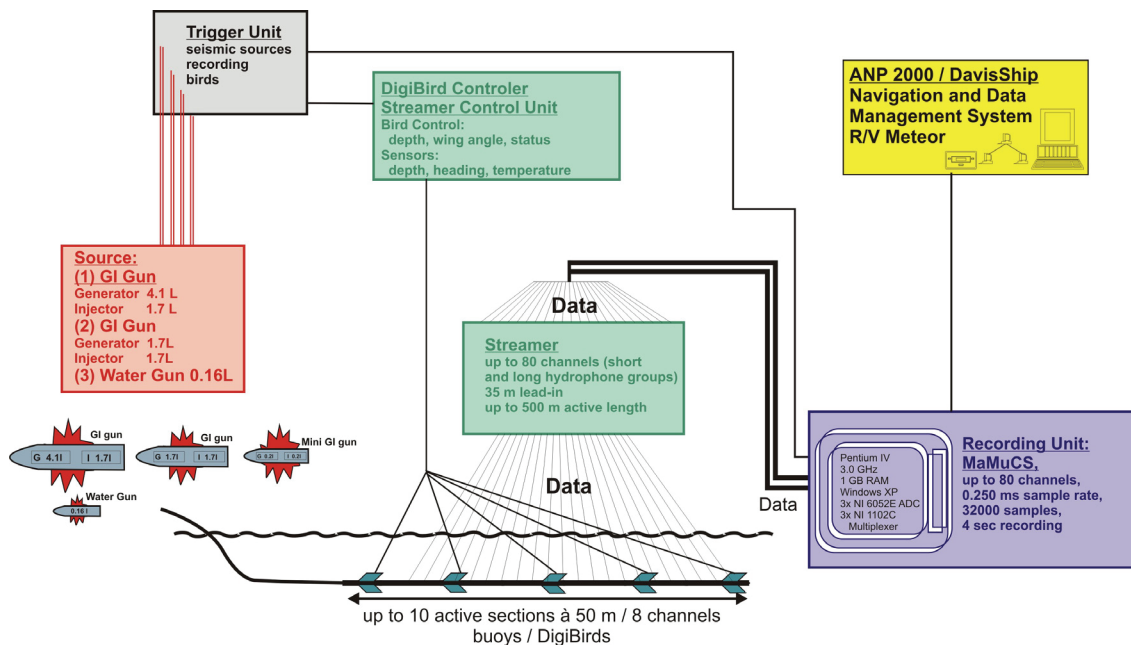 Trigger Unit
seismic sources
recording
birds
DigiBird Controler
Streamer Control Unit
Bird Control:
depth, wing angle, status
Sensors:
depth, heading, temperature
ANP 2000 / DavisShip
Navigation and Data
Management System
R/V Meteor
Source:
(1) GI Gun
Generator 4.1 L
Injector 1.7 L
(2) GI Gun
Generator 1.7L
Injector 1.7L
(3) Water Gun 0.16L
Data
Streamer
up to 80 channels (short
and long hydrophone groups)
35 m lead-in
up to 500 m active length
GI gun
G 4.1l I 1.7l
GI gun
G 1.7l I 1.7l
Mini GI gun
G 0.2l I 0.2l
Water Gun
0.16 l
Data
Data
Pentium IV
3.0 GHz
1 GB RAM
Windows XP
3x NI 6052E ADC
3x NI 1102C
Multiplexer
Recording Unit:
MaMuCS,
up to 80 channels,
0.250 ms sample rate,
32000 samples,
4 sec recording
up to 10 active sections à 50 m / 8 channels
buoys / DigiBirds